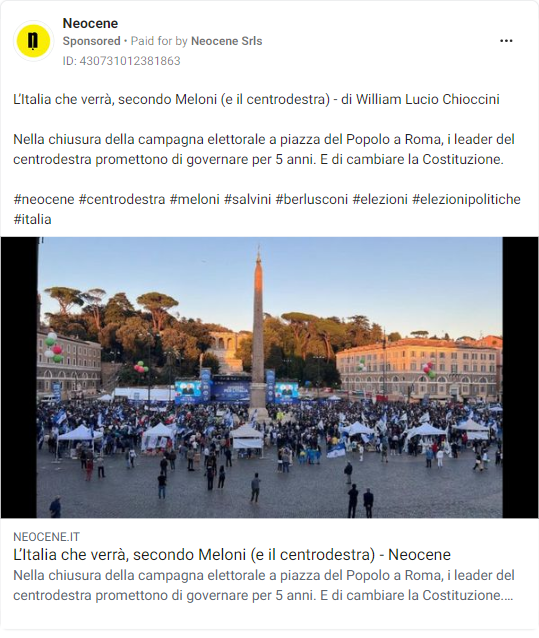 Neocene
Sponsored • Paid for by Neocene Srls
ID: 430731012381863
L’Italia che verrà, secondo Meloni (e il centrodestra) - di William Lucio Chioccini
Nella chiusura della campagna elettorale a piazza del Popolo a Roma, i leader del
centrodestra promettono di governare per 5 anni. E di cambiare la Costituzione.
#neocene #centrodestra #meloni #salvini #berlusconi #elezioni #elezionipolitiche
#italia
NEOCENE.IT
L’Italia che verrà, secondo Meloni (e il centrodestra) - Neocene
Nella chiusura della campagna elettorale a piazza del Popolo a Roma, i leader del
centrodestra promettono di governare per 5 anni. E di cambiare la Costituzione....